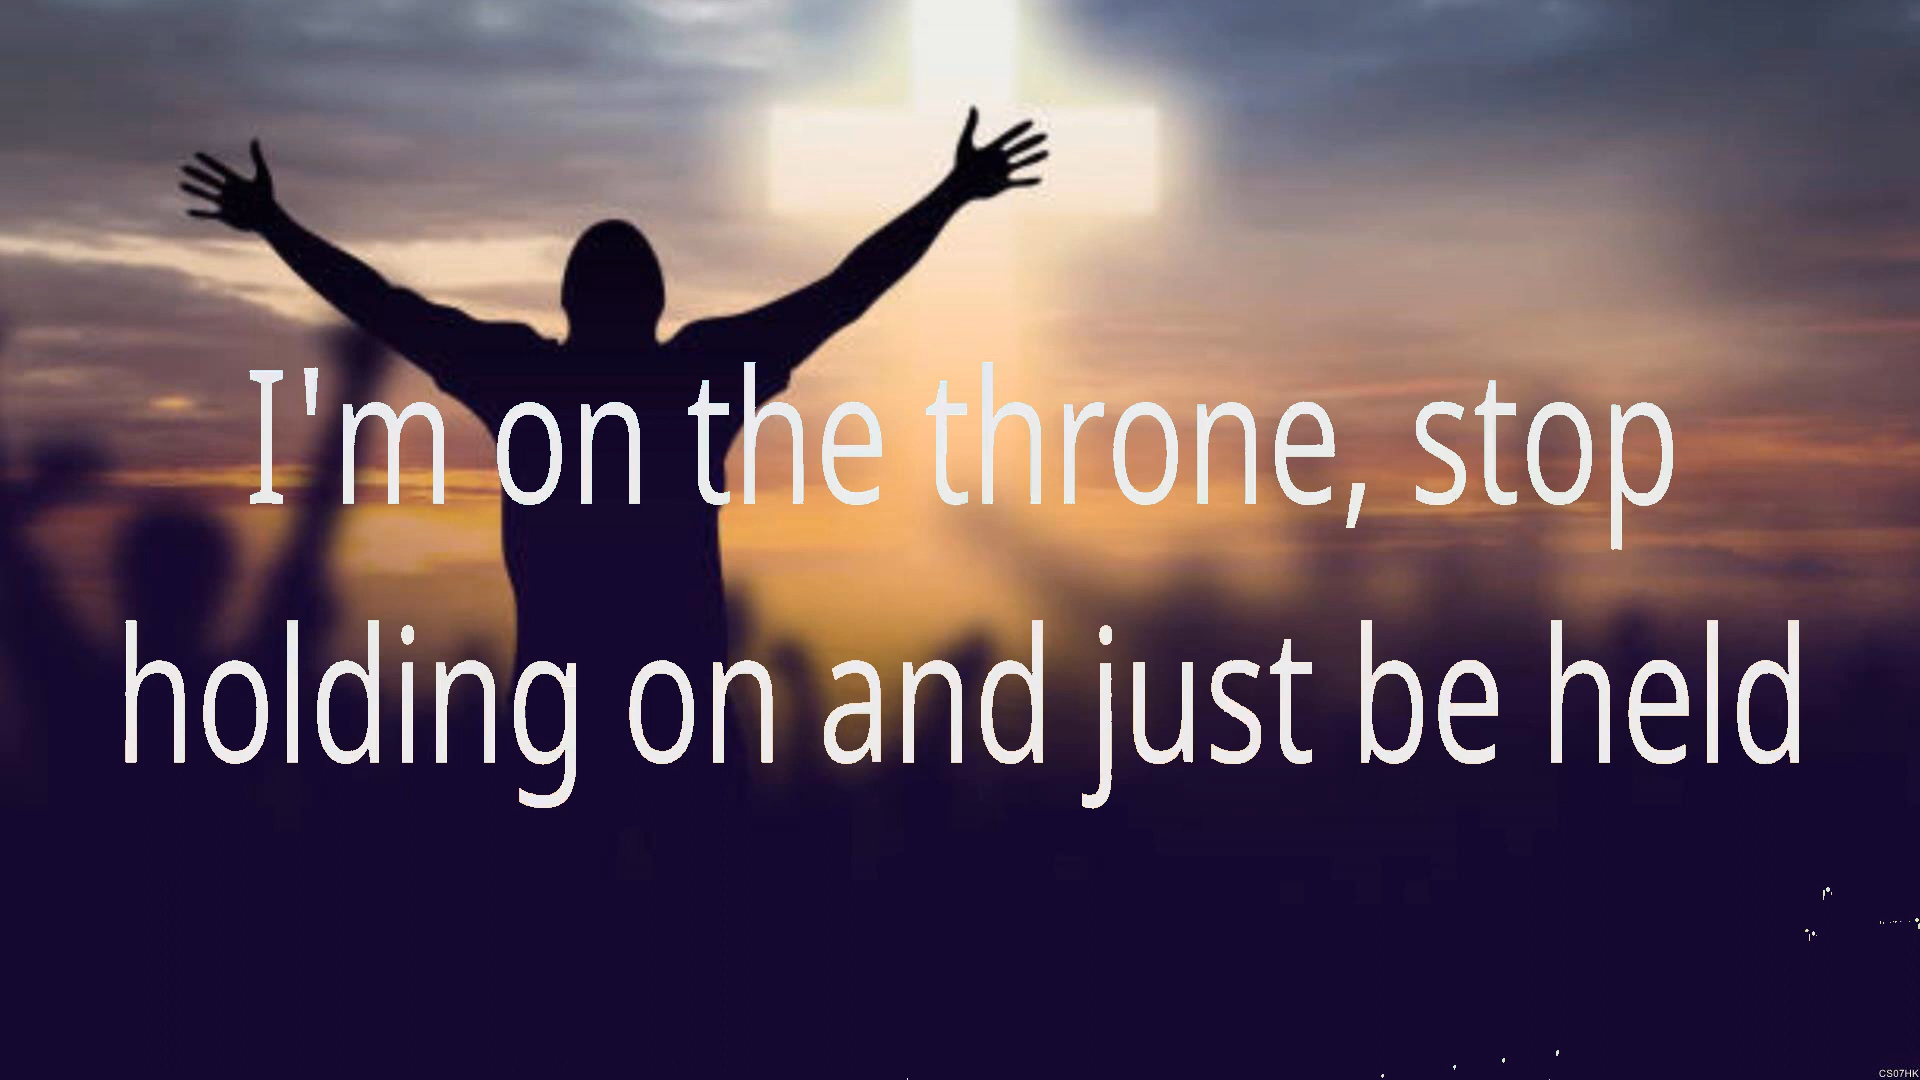 I'm on the throne, stop
holding on and just be held
CS07HK